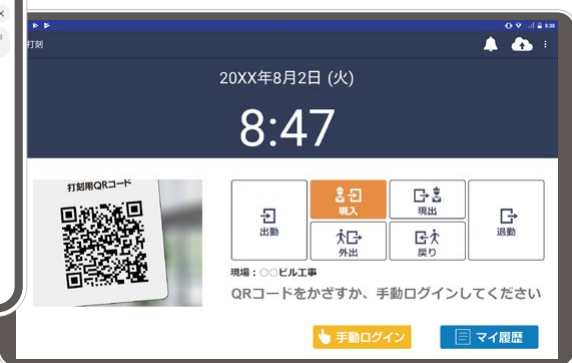 打刻
20XX年8月2日 (火)
8:47
打刻用QRコード
出勤
現入
現出
外出
戻り
退勤
現場：○○ビル工事
QRコードをかざすか、手動ログインしてください
手動ログイン
マイ履歴